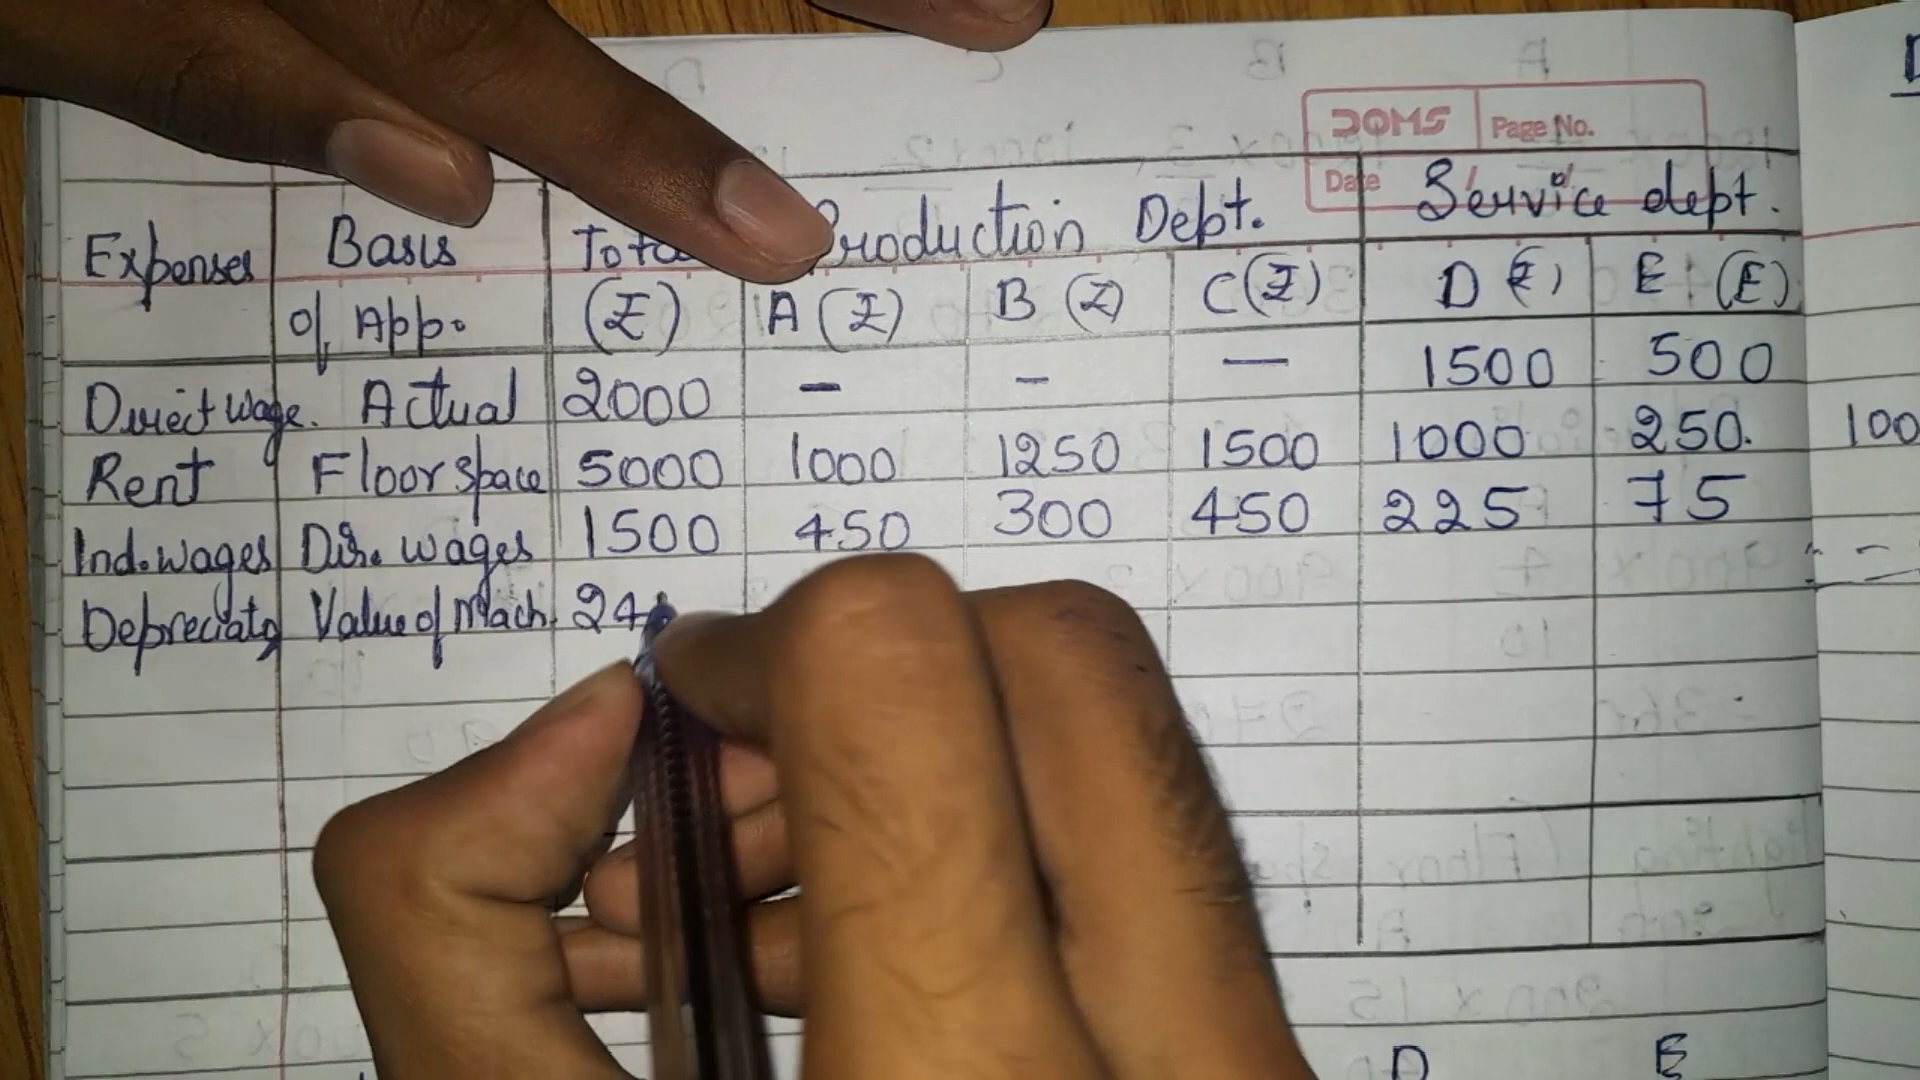 DOMS Page No.
Date
Expenses Basis of App. Production Dept. Service dept.
(₹) A (₹) B (₹) C (₹) D (₹) E (₹)
Direct wage. Actual 2000 – – — 1500 500
Rent Floor space 5000 1000 1250 1500 1000 250. 100
Ind. wages Dir. wages 1500 450 300 450 225 75
Depreciatg Value of Mach. 24
D E